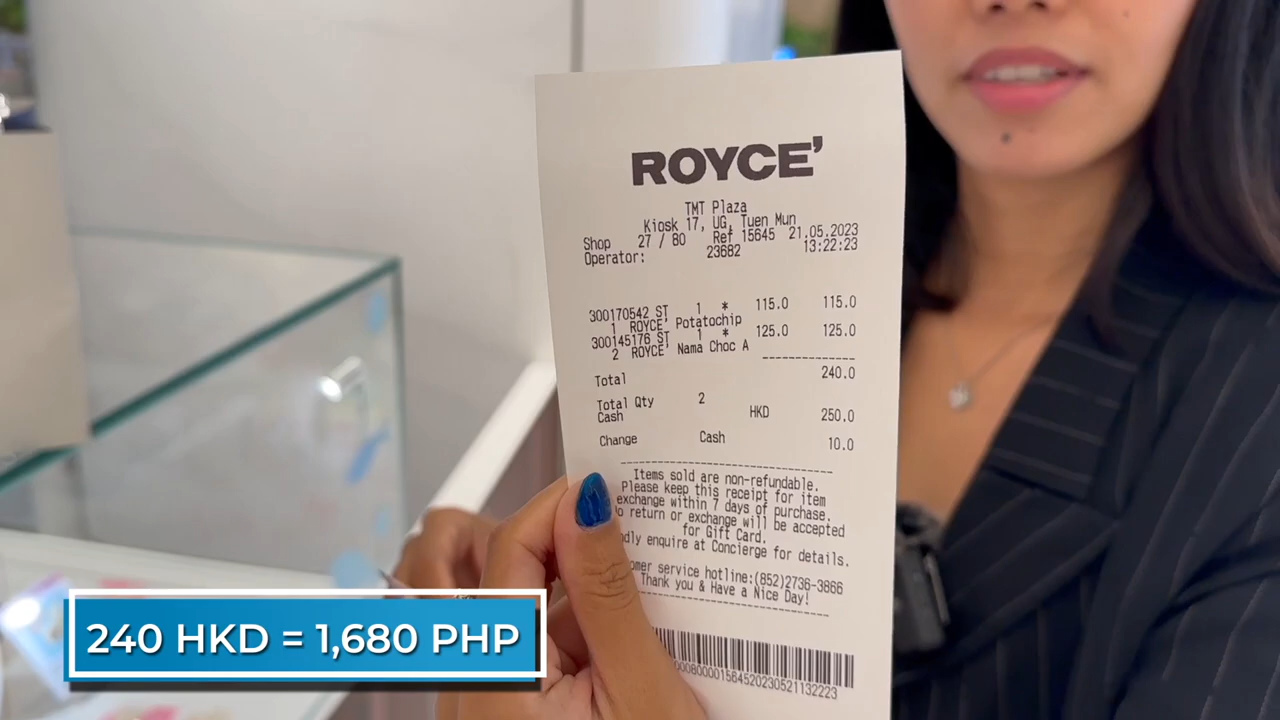 ROYCE'
TMT Plaza
Kiosk 17, UG, Tuen Mun
Shop 27 / 80 Ref 15645 21.05.2023
Operator: 23682 13:22:23
300170542 ST 1 * 115.0 115.0
1 ROYCE' Potatochip
300145176 ST 1 * 125.0 125.0
2 ROYCE' Nama Choc A
Total 240.0
Total Qty 2
Cash HKD 250.0
Change Cash 10.0
Items sold are non-refundable.
Please keep this receipt for item
exchange within 7 days of purchase.
return or exchange will be accepted
for Gift Card.
enquire at Concierge for details.
service hotline:(852)2736-3866
Thank you & Have a Nice Day!
240 HKD = 1,680 PHP